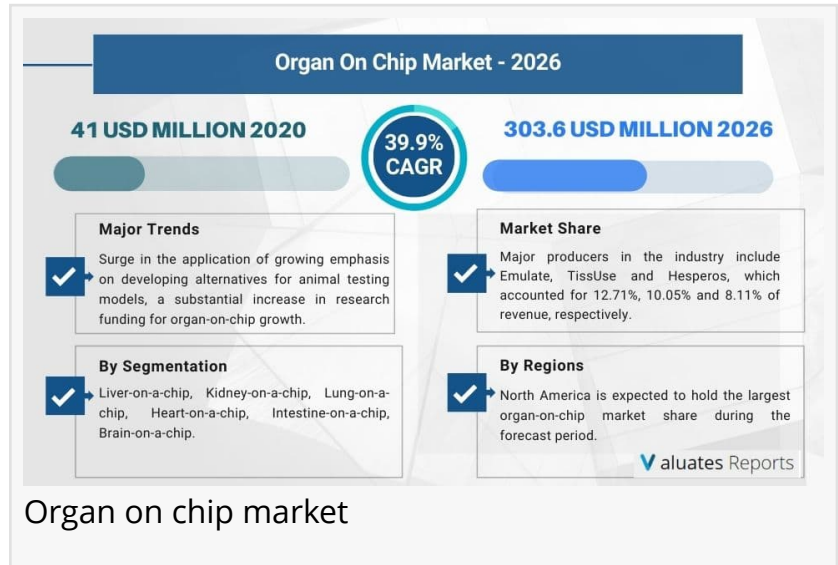 Organ On Chip Market - 2026
41 USD MILLION 2020
39.9%
CAGR
303.6 USD MILLION 2026
Major Trends
Surge in the application of growing emphasis
on developing alternatives for animal testing
models, a substantial increase in research
funding for organ-on-chip growth.
Market Share
Major producers in the industry include
Emulate, TissUse and Hesperos, which
accounted for 12.71%, 10.05% and 8.11% of
revenue, respectively.
By Segmentation
Liver-on-a-chip, Kidney-on-a-chip, Lung-on-a-
chip, Heart-on-a-chip, Intestine-on-a-chip,
Brain-on-a-chip.
By Regions
North America is expected to hold the largest
organ-on-chip market share during the
forecast period.
Valuates Reports
Organ on chip market